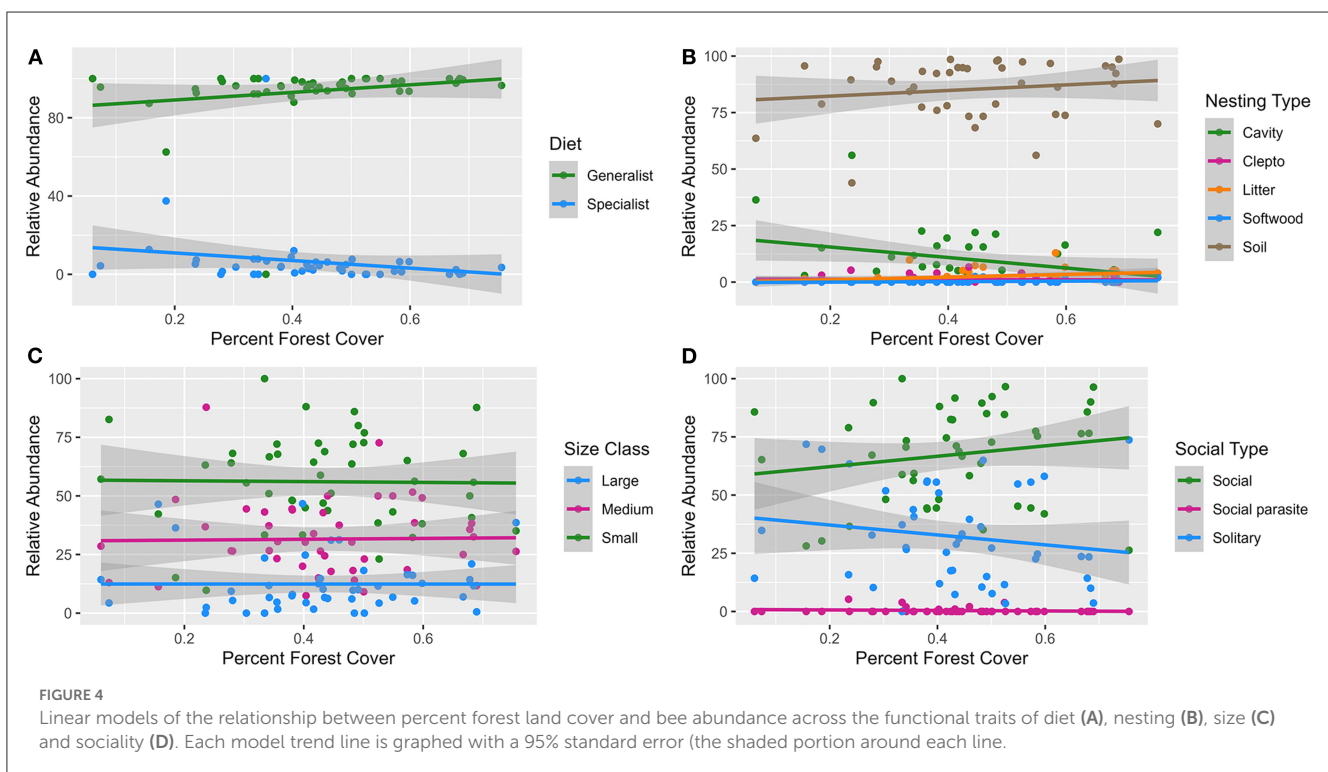 A
Relative Abundance
80
40
0
0.2 0.4 0.6
Percent Forest Cover
Diet
Generalist
Specialist
B
Relative Abundance
100
75
50
25
0
0.2 0.4 0.6
Percent Forest Cover
Nesting Type
Cavity
Clepto
Litter
Softwood
Soil
C
Relative Abundance
100
75
50
25
0
0.2 0.4 0.6
Percent Forest Cover
Size Class
Large
Medium
Small
D
Relative Abundance
100
75
50
25
0
0.2 0.4 0.6
Percent Forest Cover
Social Type
Social
Social parasite
Solitary
FIGURE 4
Linear models of the relationship between percent forest land cover and bee abundance across the functional traits of diet (A), nesting (B), size (C)
and sociality (D). Each model trend line is graphed with a 95% standard error (the shaded portion around each line.